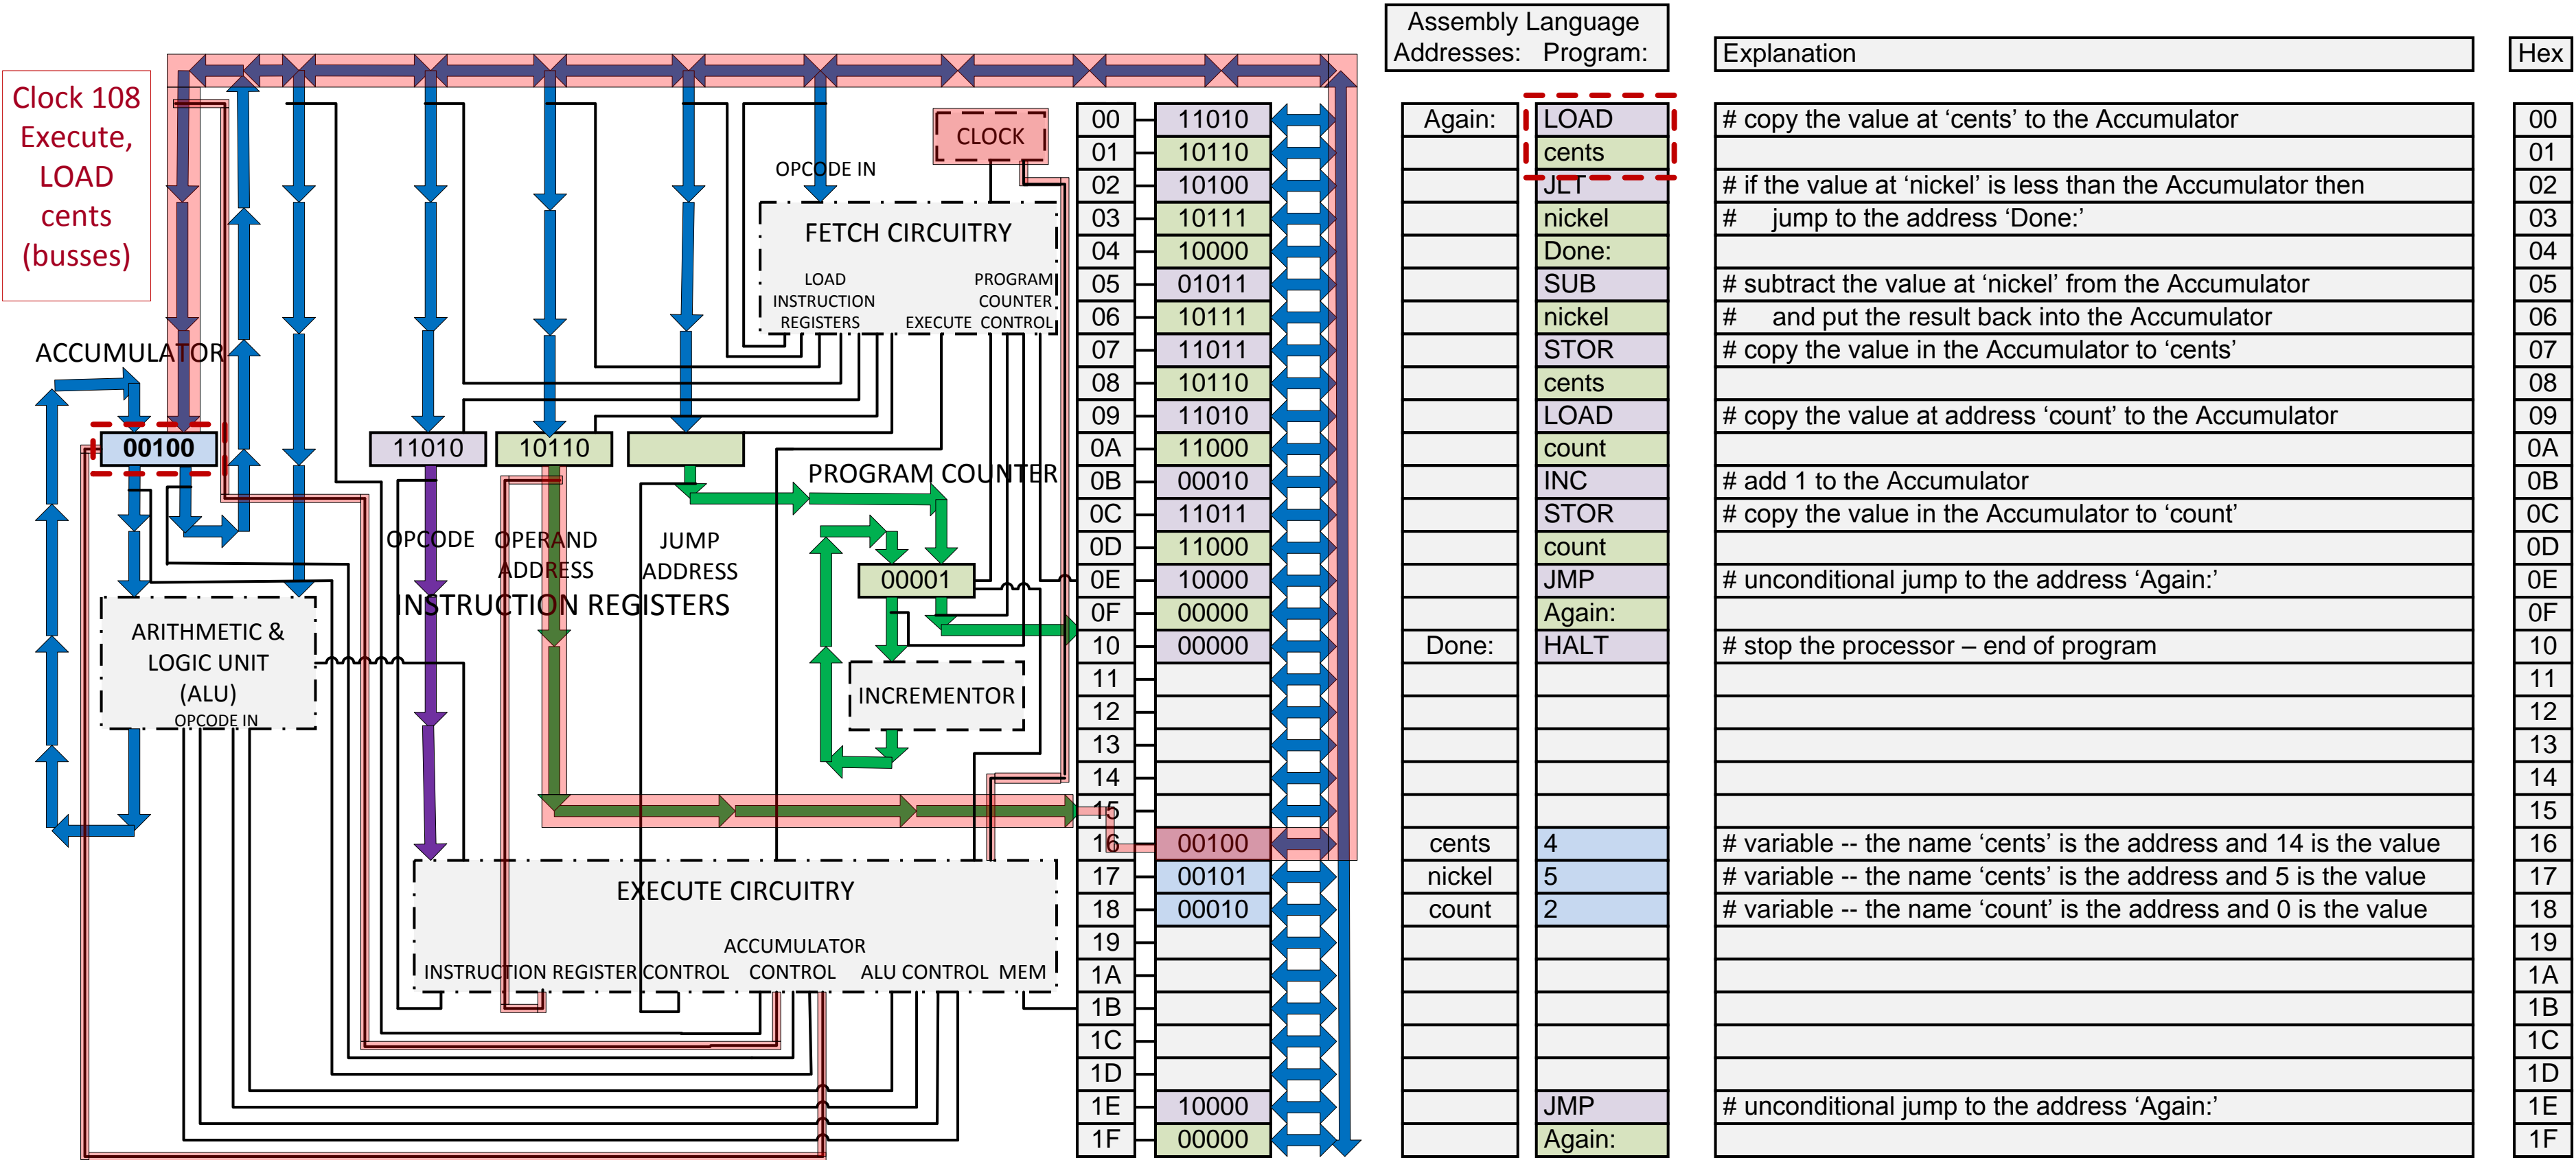 Assembly Language
Addresses: Program:
Explanation
Hex
Clock 108
Execute,
LOAD
cents
(busses)
CLOCK
OPCODE IN
FETCH CIRCUITRY
LOAD
INSTRUCTION
REGISTERS
EXECUTE
PROGRAM
COUNTER
CONTROL
ACCUMULATOR
00100
11010
10110
PROGRAM COUNTER
OPCODE
OPERAND
ADDRESS
JUMP
ADDRESS
INSTRUCTION REGISTERS
00001
INCREMENTOR
ARITHMETIC &
LOGIC UNIT
(ALU)
OPCODE IN
EXECUTE CIRCUITRY
INSTRUCTION REGISTER CONTROL
ACCUMULATOR
CONTROL
ALU CONTROL
MEM
00 11010 Again: LOAD # copy the value at ‘cents’ to the Accumulator 00
01 10110 cents 01
02 10100 JLT # if the value at ‘nickel’ is less than the Accumulator then 02
03 10111 nickel # jump to the address ‘Done:’ 03
04 10000 Done: 04
05 01011 SUB # subtract the value at ‘nickel’ from the Accumulator 05
06 10111 nickel # and put the result back into the Accumulator 06
07 11011 STOR # copy the value in the Accumulator to ‘cents’ 07
08 10110 cents 08
09 11010 LOAD # copy the value at address ‘count’ to the Accumulator 09
0A 11000 count 0A
0B 00010 INC # add 1 to the Accumulator 0B
0C 11011 STOR # copy the value in the Accumulator to ‘count’ 0C
0D 11000 count 0D
0E 10000 JMP # unconditional jump to the address ‘Again:’ 0E
0F 00000 Again: 0F
10 00000 Done: HALT # stop the processor – end of program 10
11 11
12 12
13 13
14 14
15 15
16 00100 cents 4 # variable -- the name ‘cents’ is the address and 14 is the value 16
17 00101 nickel 5 # variable -- the name ‘cents’ is the address and 5 is the value 17
18 00010 count 2 # variable -- the name ‘count’ is the address and 0 is the value 18
19 19
1A 1A
1B 1B
1C 1C
1D 1D
1E 10000 JMP # unconditional jump to the address ‘Again:’ 1E
1F 00000 Again: 1F